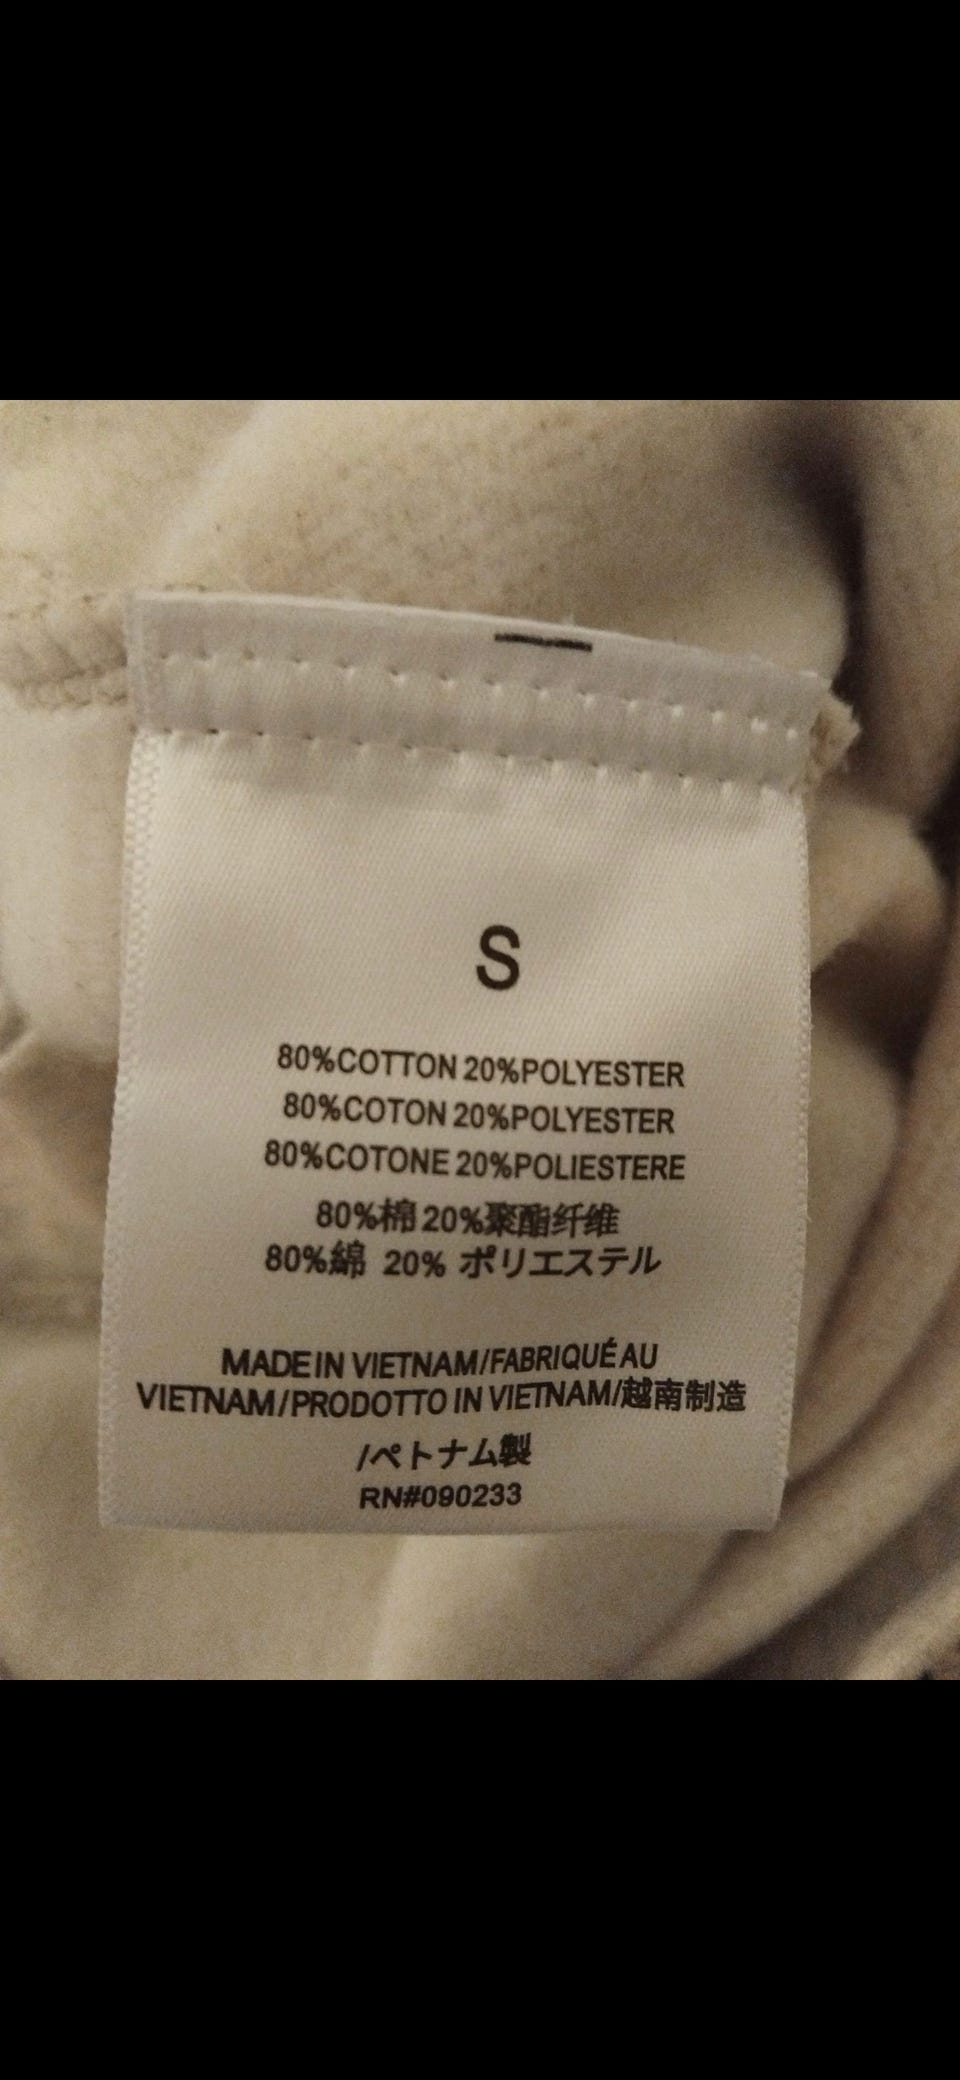 S
80%COTTON 20%POLYESTER
80%COTON 20%POLYESTER
80%COTONE 20%POLIESTERE
80%棉 20%聚酯纤维
80%綿 20% ポリエステル
MADE IN VIETNAM/FABRIQUÉ AU
VIETNAM/PRODOTTO IN VIETNAM/越南制造
/ペトナム製
RN#090233